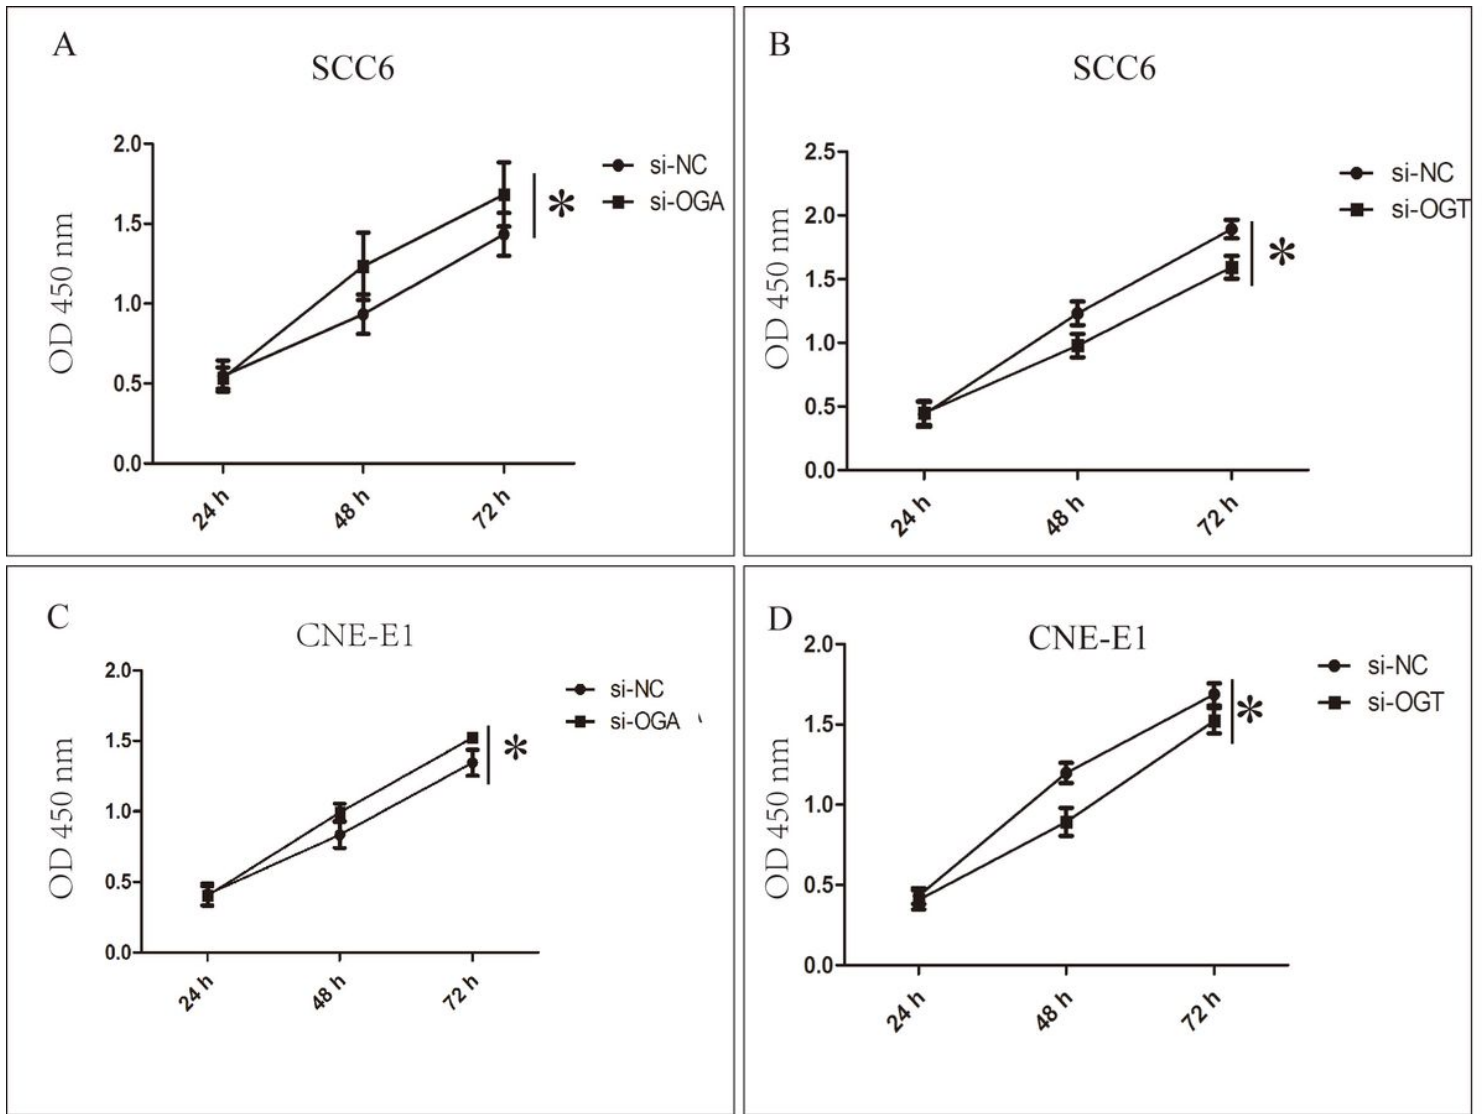 A
SCC6
OD 450 nm
2.0
1.5
1.0
0.5
0.0
24 h
48 h
72 h
si-NC
si-OGA
*
B
SCC6
OD 450 nm
2.5
2.0
1.5
1.0
0.5
0.0
24 h
48 h
72 h
si-NC
si-OGT
*
C
CNE-E1
OD 450 nm
2.0
1.5
1.0
0.5
0.0
24 h
48 h
72 h
si-NC
si-OGA
*
D
CNE-E1
OD 450 nm
2.0
1.5
1.0
0.5
0.0
24 h
48 h
72 h
si-NC
si-OGT
*